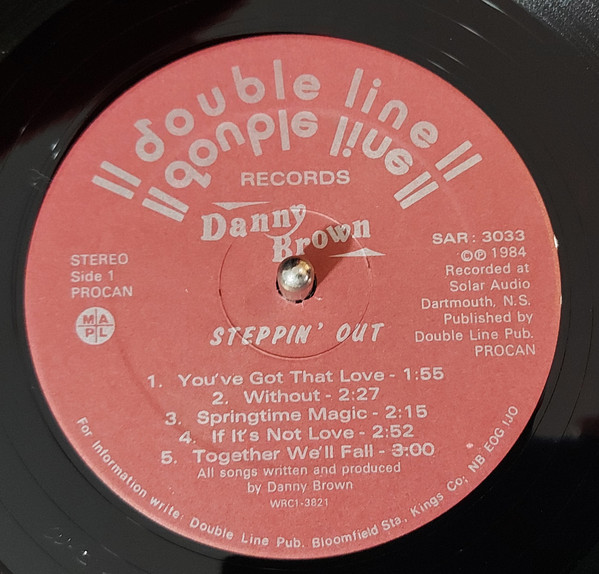 double line
double line
RECORDS
Danny
Brown
STEREO
Side 1
PROCAN
MAPL
SAR: 3033
©℗ 1984
Recorded at
Solar Audio
Dartmouth, N.S.
Published by
Double Line Pub.
PROCAN
STEPPIN' OUT
1. You've Got That Love - 1:55
2. Without - 2:27
3. Springtime Magic - 2:15
4. If It's Not Love - 2:52
5. Together We'll Fall - 3:00
All songs written and produced
by Danny Brown
WRC1-3821
For information write: Double Line Pub. Bloomfield Sta., Kings Co; NB EOG 1JO